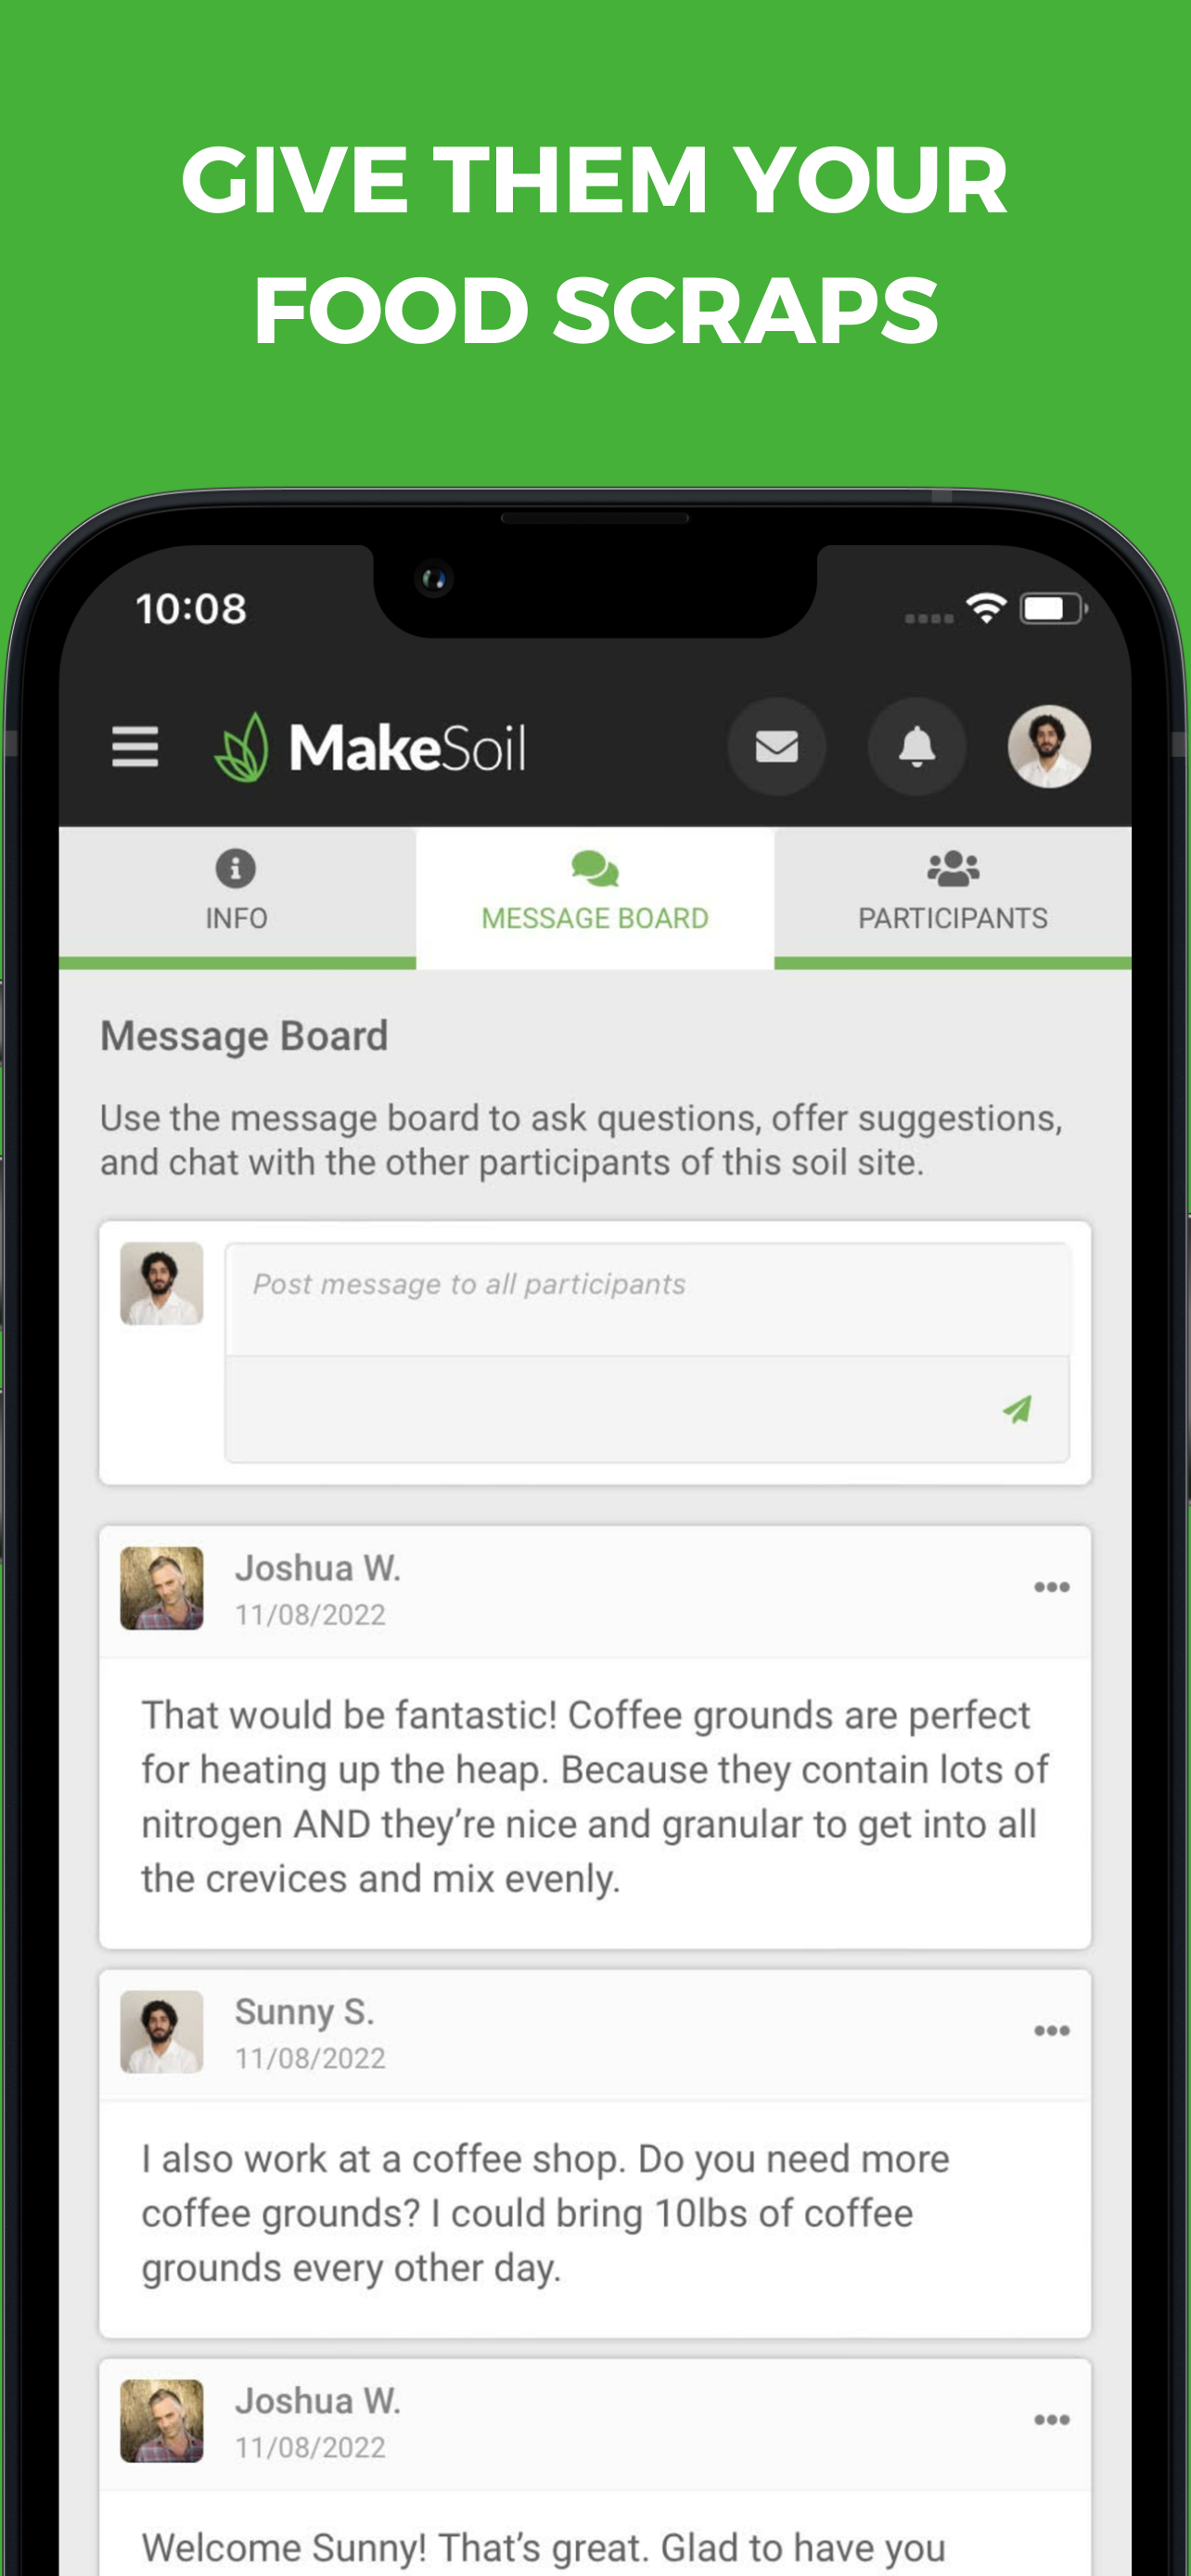 GIVE THEM YOUR
FOOD SCRAPS
10:08
MakeSoil
INFO
MESSAGE BOARD
PARTICIPANTS
Message Board
Use the message board to ask questions, offer suggestions,
and chat with the other participants of this soil site.
Post message to all participants
Joshua W.
11/08/2022
That would be fantastic! Coffee grounds are perfect
for heating up the heap. Because they contain lots of
nitrogen AND they’re nice and granular to get into all
the crevices and mix evenly.
Sunny S.
11/08/2022
I also work at a coffee shop. Do you need more
coffee grounds? I could bring 10lbs of coffee
grounds every other day.
Joshua W.
11/08/2022
Welcome Sunny! That’s great. Glad to have you